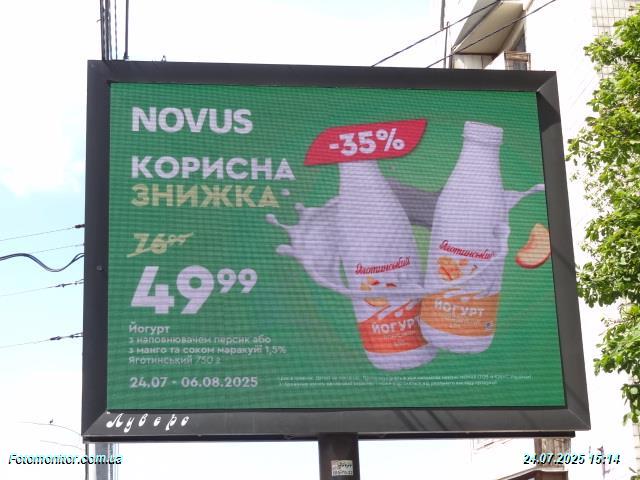 NOVUS
-35%
КОРИСНА
ЗНИЖКА*
76⁹⁹
49⁹⁹
Яготинський
ЙОГУРТ
Яготинський
ЙОГУРТ
Йогурт
з наповнювачем персик або
з манго та соком маракуйї 1,5%
Яготинський 750 г
24.07 - 06.08.2025
Луверс
Fotomonitor.com.ua
24.07.2025 15:14